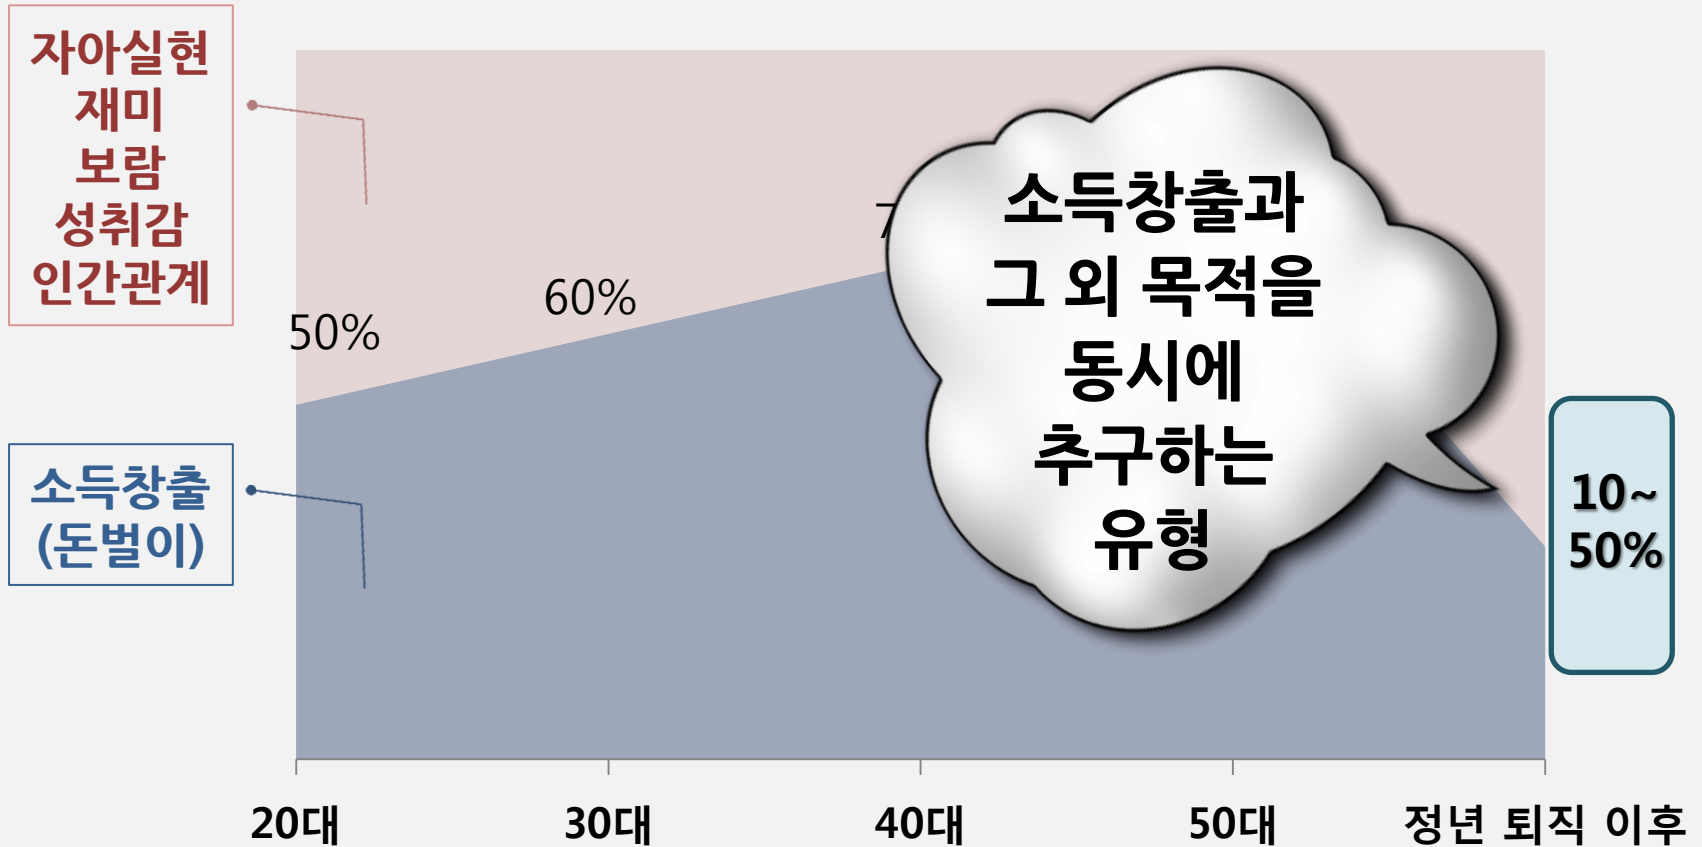 자아실현
재미
보람
성취감
인간관계
소득창출
(돈벌이)
50%
60%
소득창출과
그 외 목적을
동시에
추구하는
유형
10~
50%
20대
30대
40대
50대
정년 퇴직 이후